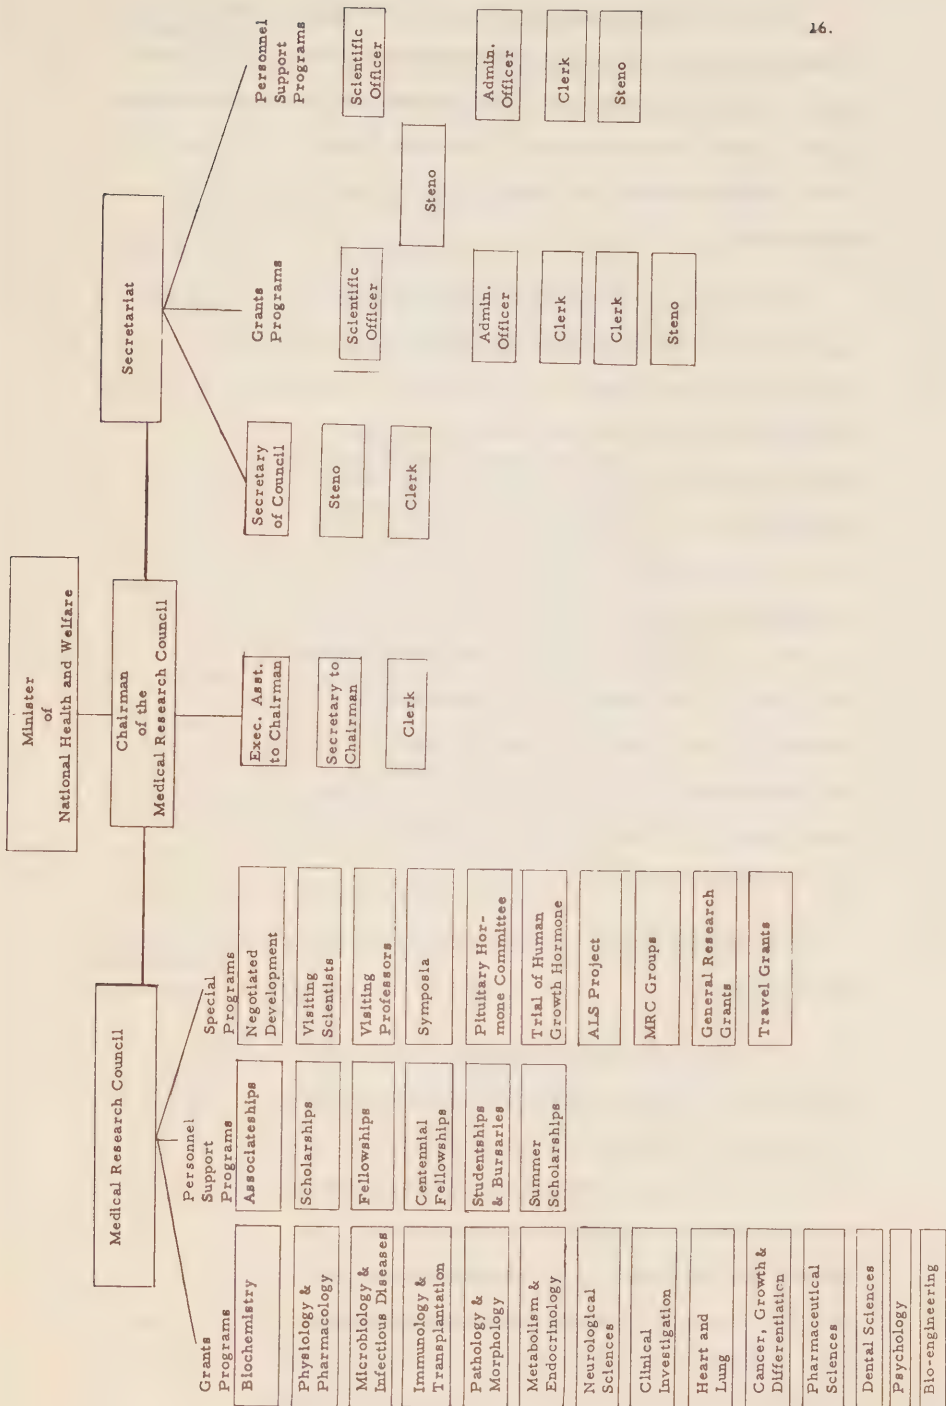 16.
Minister
of
National Health and Welfare
Chairman
of the
Medical Research Council
Medical Research Council
Secretariat
Grants
Programs
Biochemistry
Physiology &
Pharmacology
Microbiology &
Infectious Diseases
Immunology &
Transplantation
Pathology &
Morphology
Metabolism &
Endocrinology
Neurological
Sciences
Clinical
Investigation
Heart and
Lung
Cancer, Growth &
Differentiation
Pharmaceutical
Sciences
Dental Sciences
Psychology
Bio-engineering
Personnel
Support
Programs
Associateships
Scholarships
Fellowships
Centennial
Fellowships
Studentships
& Bursaries
Summer
Scholarships
Special
Programs
Negotiated
Development
Visiting
Scientists
Visiting
Professors
Symposia
Pituitary Hor-
mone Committee
Trial of Human
Growth Hormone
ALS Project
MRC Groups
General Research
Grants
Travel Grants
Exec. Asst.
to Chairman
Secretary to
Chairman
Clerk
Secretary
of Council
Steno
Clerk
Grants
Programs
Scientific
Officer
Admin.
Officer
Clerk
Clerk
Steno
Steno
Personnel
Support
Programs
Scientific
Officer
Admin.
Officer
Clerk
Steno